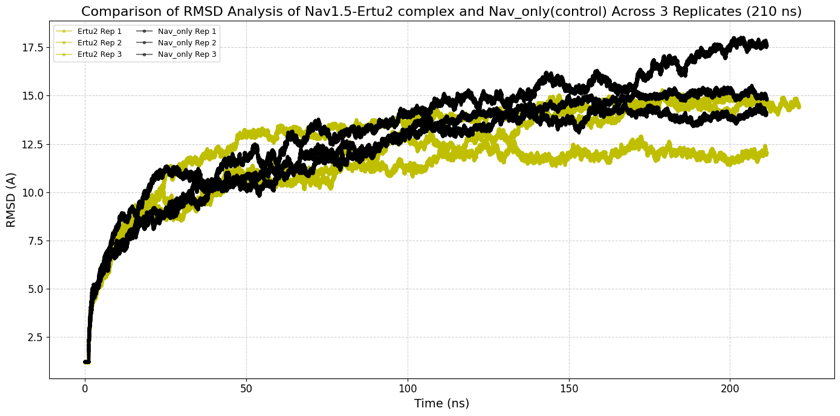 Comparison of RMSD Analysis of Nav1.5-Ertu2 complex and Nav_only(control) Across 3 Replicates (210 ns)
Ertu2 Rep 1 Nav_only Rep 1
Ertu2 Rep 2 Nav_only Rep 2
Ertu2 Rep 3 Nav_only Rep 3
RMSD (A)
17.5
15.0
12.5
10.0
7.5
5.0
2.5
0 50 100 150 200
Time (ns)